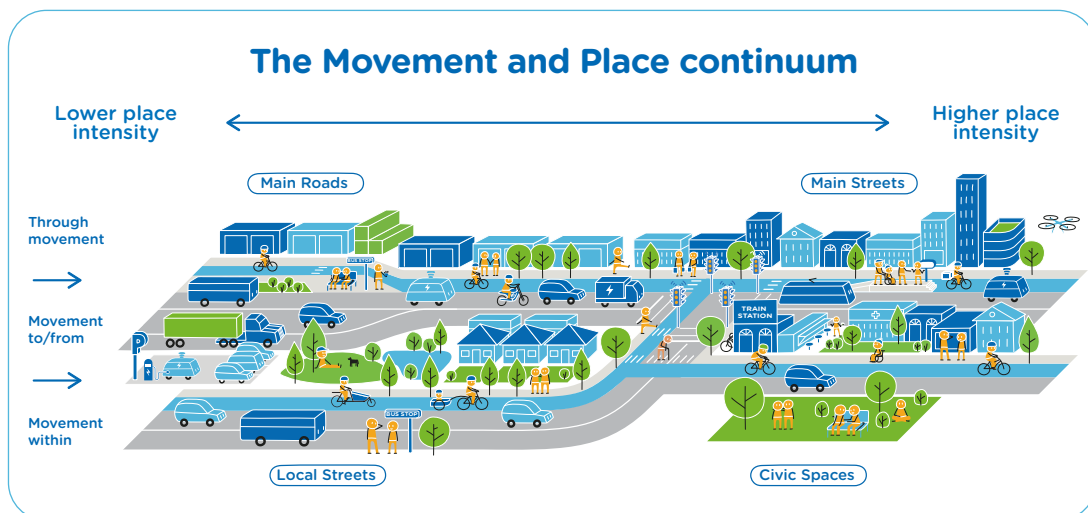 The Movement and Place continuum
Lower place
intensity
Higher place
intensity
Main Roads
Main Streets
Through
movement
BUS STOP
Movement
to/from
TRAIN
STATION
P
BUS STOP
Movement
within
Local Streets
Civic Spaces